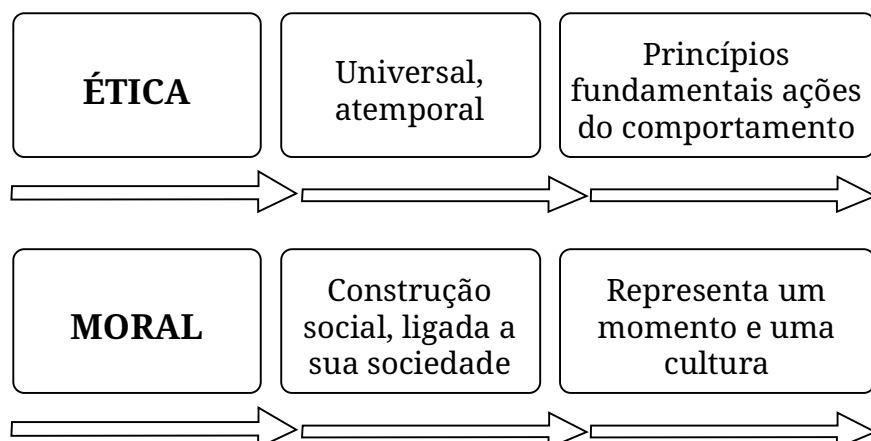 ÉTICA
Universal,
atemporal
Princípios
fundamentais ações
do comportamento
MORAL
Construção
social, ligada a
sua sociedade
Representa um
momento e uma
cultura